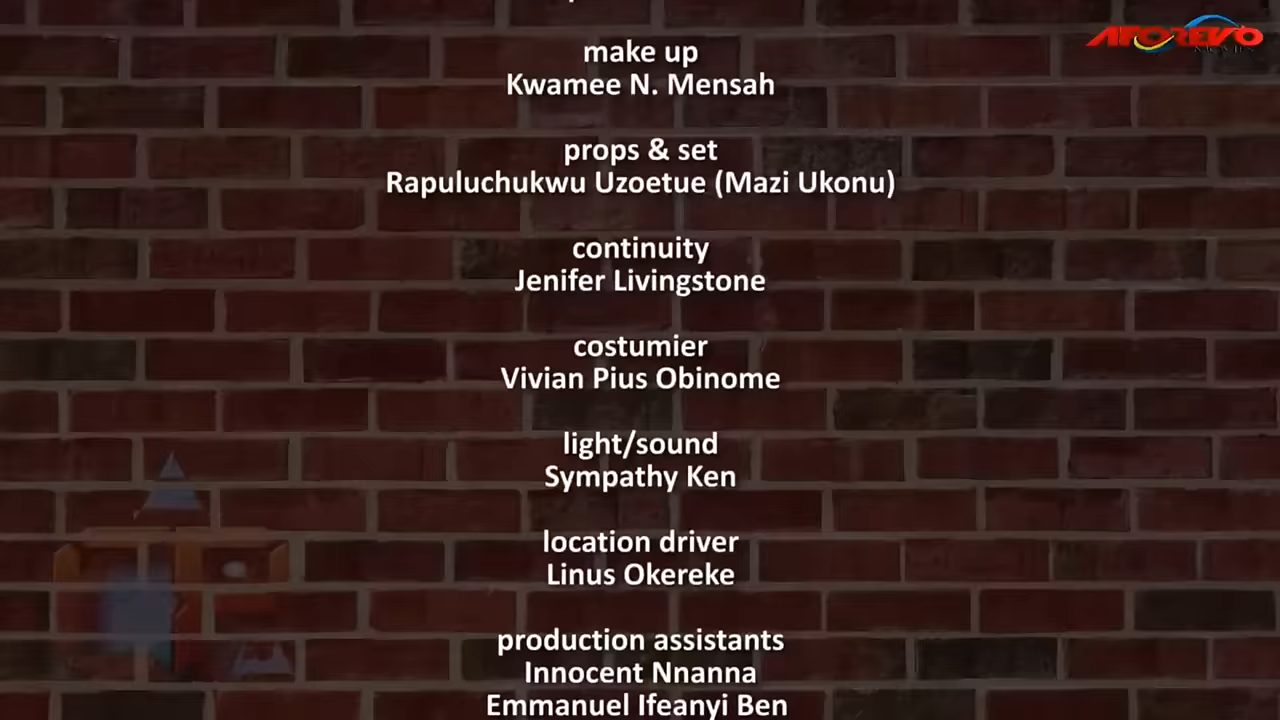 AFOREVO
make up
Kwamee N. Mensah
props & set
Rapuluchukwu Uzoetue (Mazi Ukonu)
continuity
Jenifer Livingstone
costumier
Vivian Pius Obinome
light/sound
Sympathy Ken
location driver
Linus Okereke
production assistants
Innocent Nnanna
Emmanuel Ifeanyi Ben